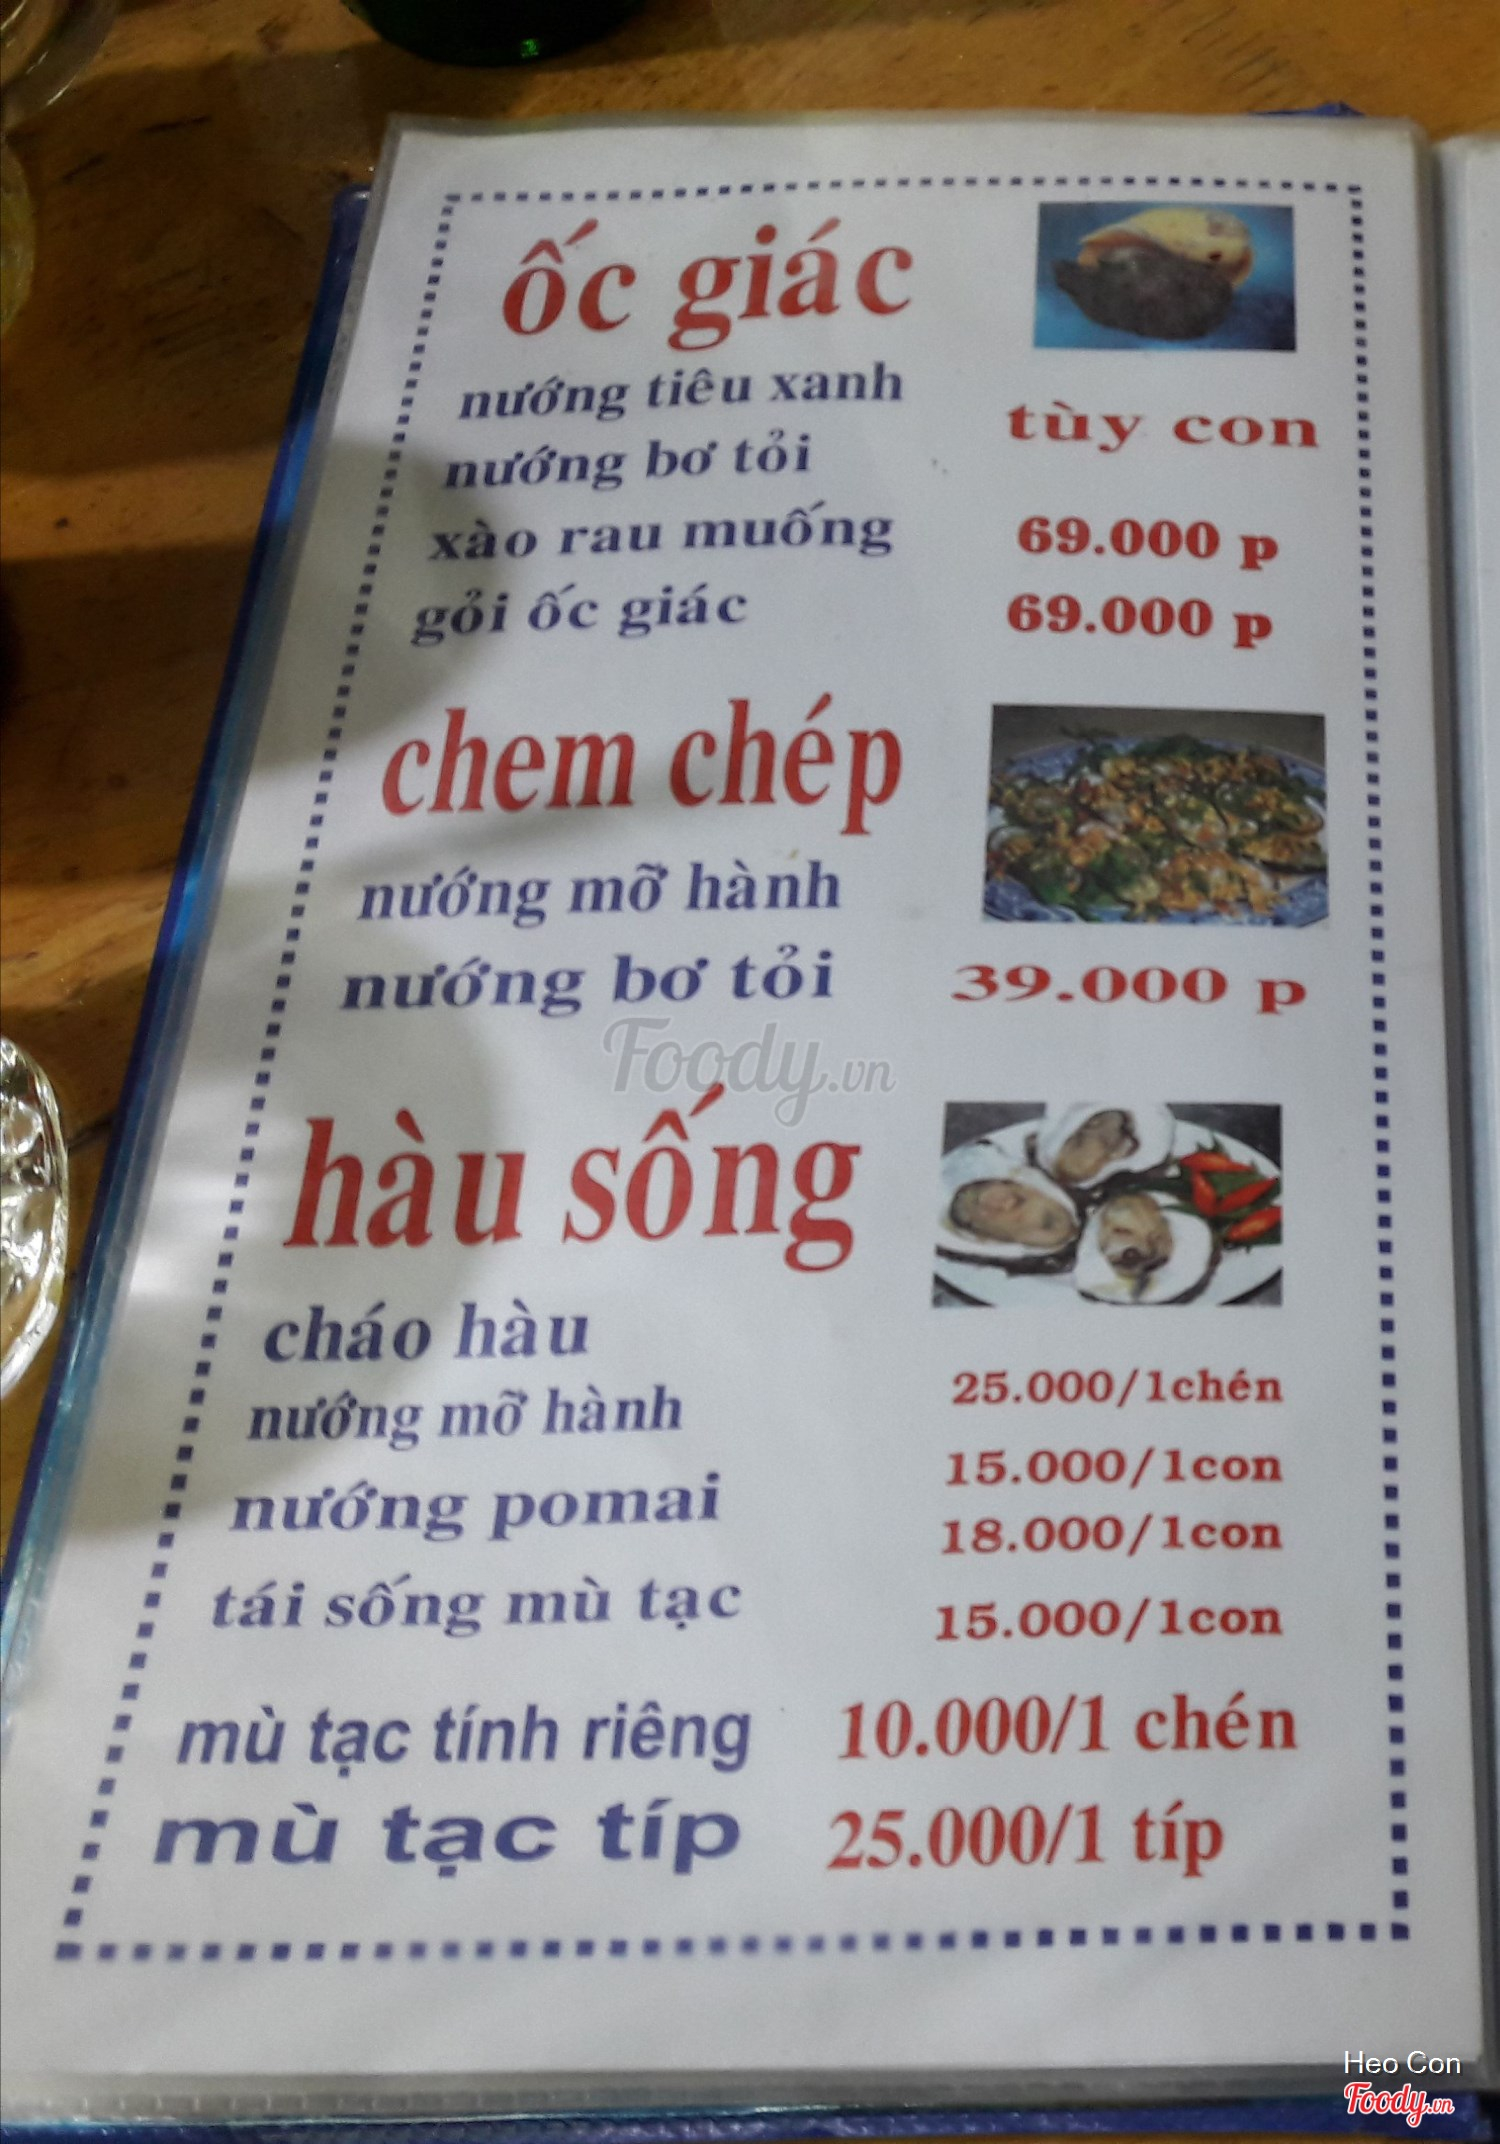 ốc giác
nướng tiêu xanh
nướng bơ tỏi
tùy con
xào rau muống 69.000 p
gỏi ốc giác 69.000 p
chem chép
nướng mỡ hành
nướng bơ tỏi 39.000 p
Foody.vn
hàu sống
cháo hàu 25.000/1chén
nướng mỡ hành 15.000/1con
nướng pomai 18.000/1con
tái sống mù tạc 15.000/1con
mù tạc tính riêng 10.000/1 chén
mù tạc típ 25.000/1 típ
Heo Con
Foody.vn